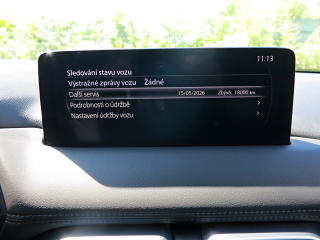 11:13
Sledování stavu vozu
Výstražné zprávy vozu Žádné
Další servis 15/05/2026 Zbývá. 18000 km
Podrobnosti o údržbě
Nastavení údržby vozu